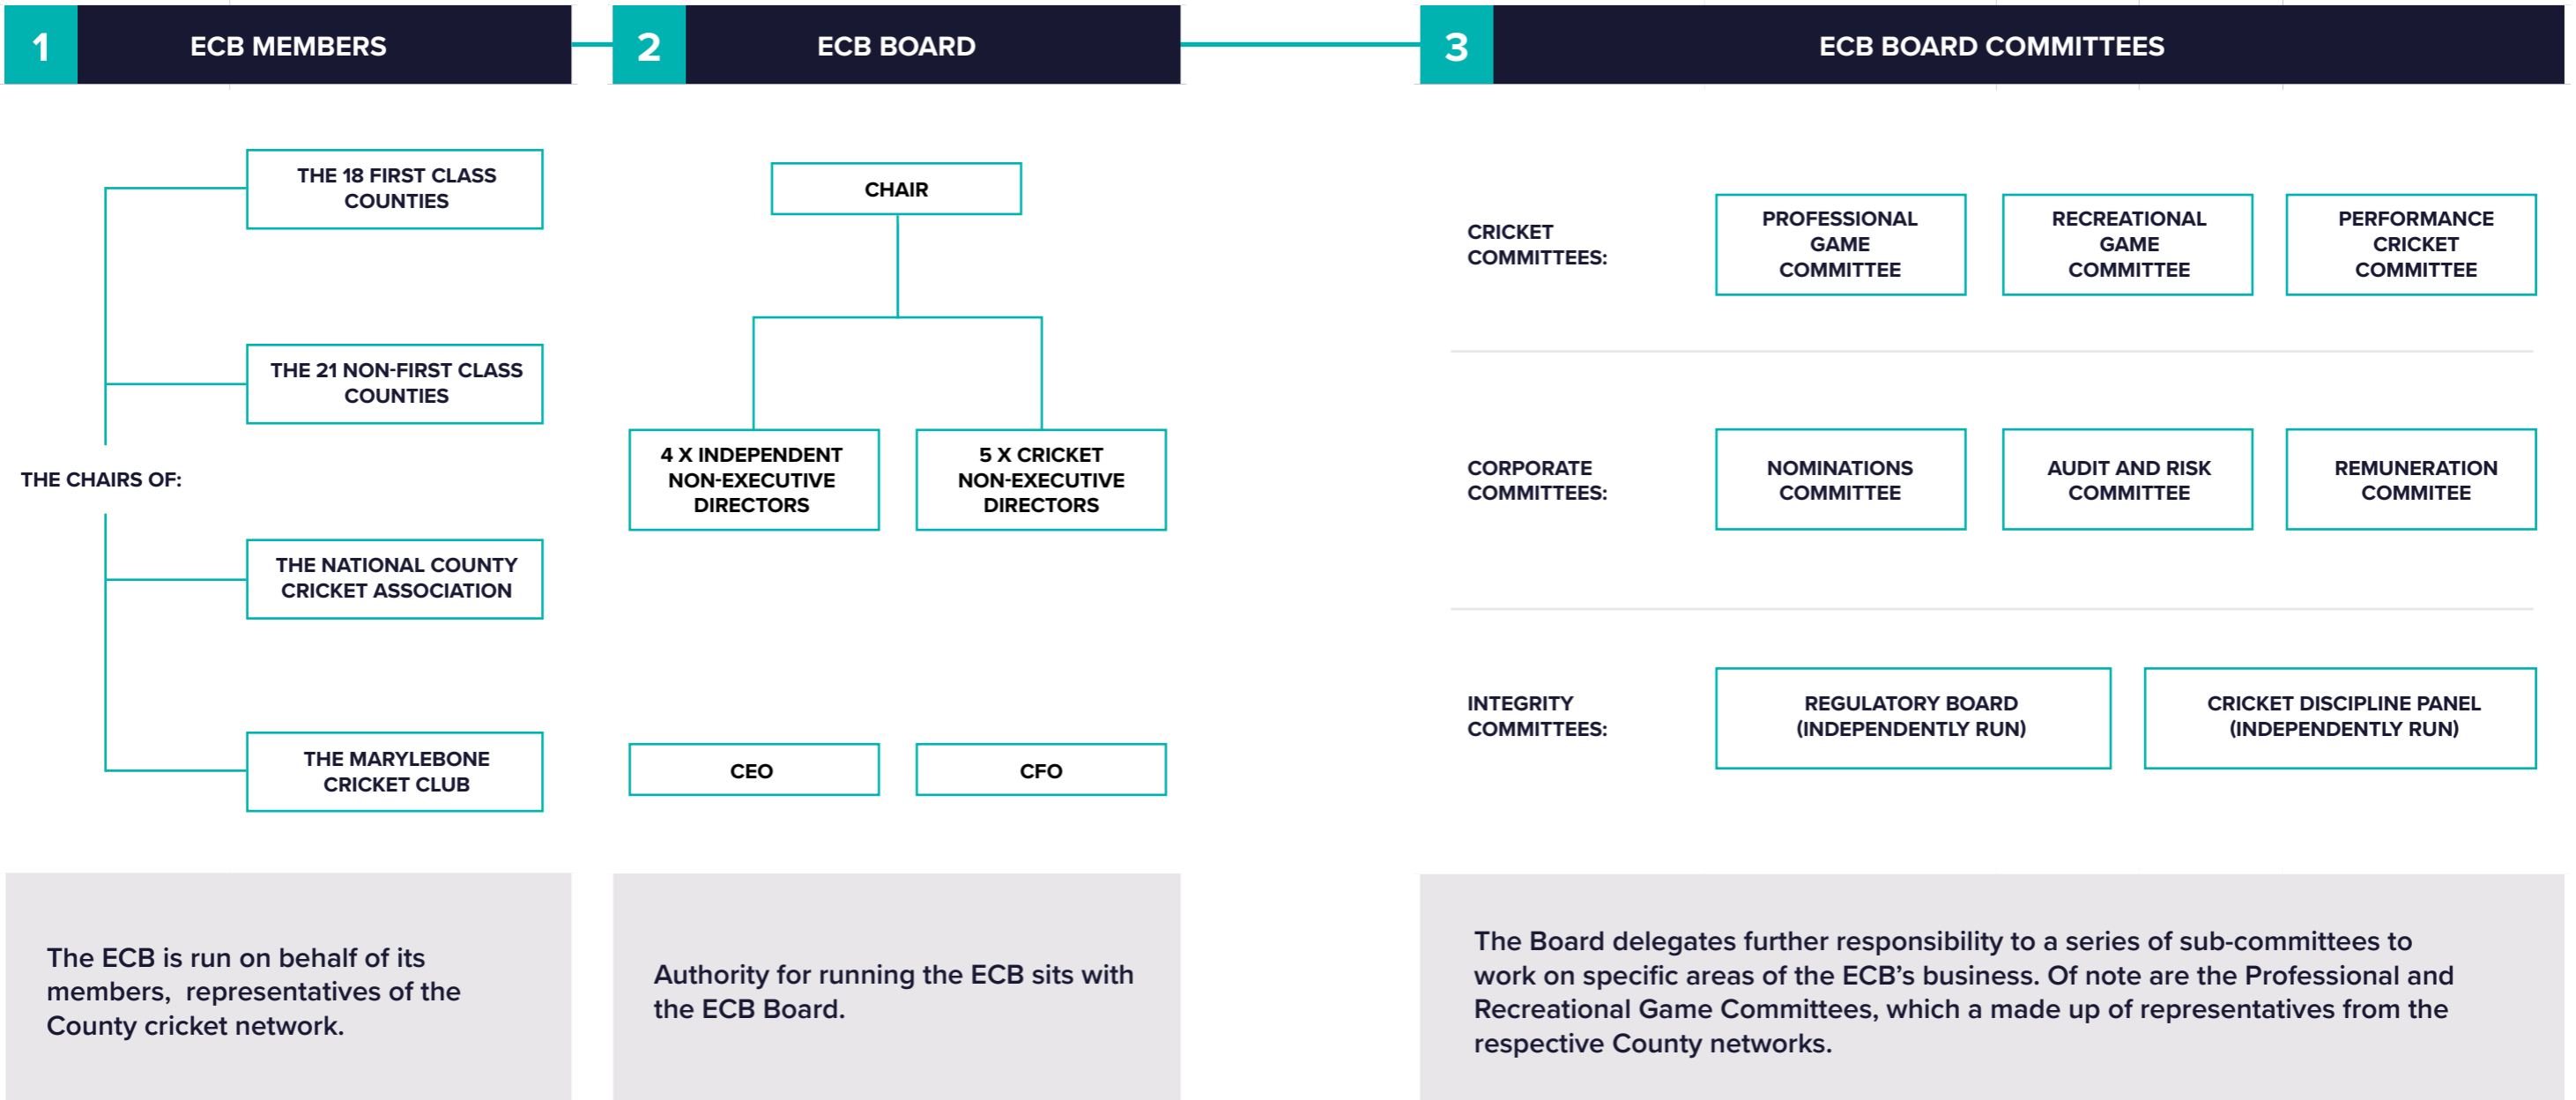 1
ECB MEMBERS
2
ECB BOARD
3
ECB BOARD COMMITTEES
THE CHAIRS OF:
THE 18 FIRST CLASS
COUNTIES
THE 21 NON-FIRST CLASS
COUNTIES
THE NATIONAL COUNTY
CRICKET ASSOCIATION
THE MARYLEBONE
CRICKET CLUB
The ECB is run on behalf of its
members, representatives of the
County cricket network.
CHAIR
4 X INDEPENDENT
NON-EXECUTIVE
DIRECTORS
5 X CRICKET
NON-EXECUTIVE
DIRECTORS
CEO
CFO
Authority for running the ECB sits with
the ECB Board.
CRICKET
COMMITTEES:
PROFESSIONAL
GAME
COMMITTEE
RECREATIONAL
GAME
COMMITTEE
PERFORMANCE
CRICKET
COMMITTEE
CORPORATE
COMMITTEES:
NOMINATIONS
COMMITTEE
AUDIT AND RISK
COMMITTEE
REMUNERATION
COMMITEE
INTEGRITY
COMMITTEES:
REGULATORY BOARD
(INDEPENDENTLY RUN)
CRICKET DISCIPLINE PANEL
(INDEPENDENTLY RUN)
The Board delegates further responsibility to a series of sub-committees to
work on specific areas of the ECB’s business. Of note are the Professional and
Recreational Game Committees, which a made up of representatives from the
respective County networks.